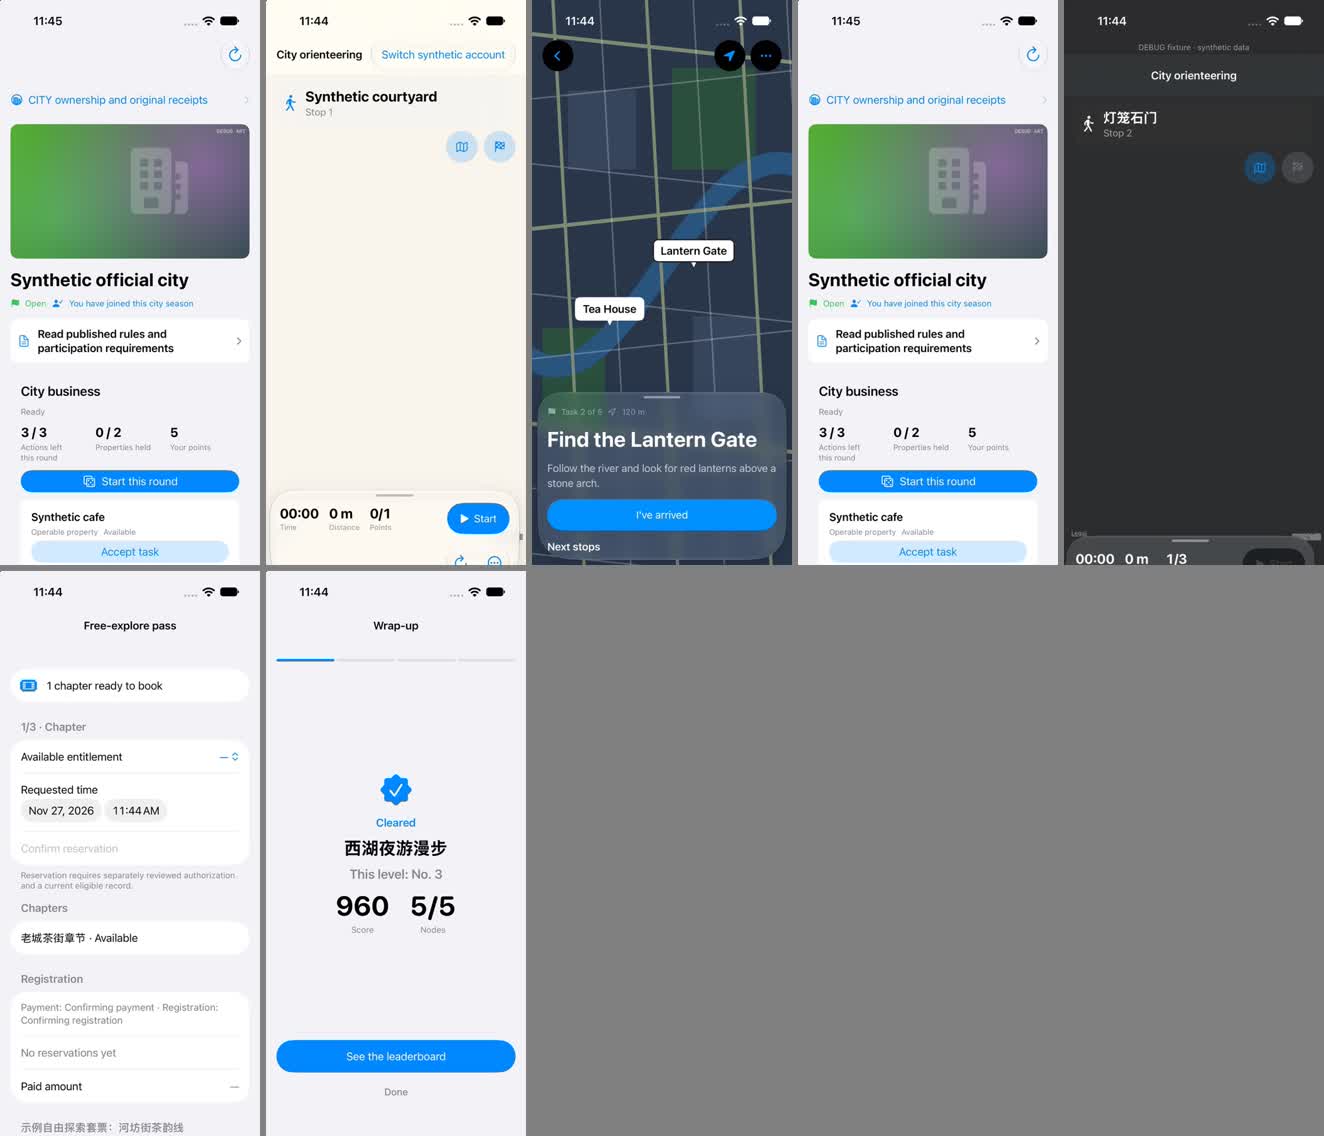 11:45
CITY ownership and original receipts
DEBUG ART
Synthetic official city
Open
You have joined this city season
Read published rules and
participation requirements
City business
Ready
3 / 3
0 / 2
5
Actions left
this round
Properties held
Your points
Start this round
Synthetic cafe
Operable property
Available
Accept task
11:44
City orienteering
Switch synthetic account
Synthetic courtyard
Stop 1
00:00
0 m
0/1
Time
Distance
Points
Start
11:44
Lantern Gate
Tea House
Task 2 of 5
120 m
Find the Lantern Gate
Follow the river and look for red lanterns above a
stone arch.
I've arrived
Next stops
11:45
CITY ownership and original receipts
DEBUG ART
Synthetic official city
Open
You have joined this city season
Read published rules and
participation requirements
City business
Ready
3 / 3
0 / 2
5
Actions left
this round
Properties held
Your points
Start this round
Synthetic cafe
Operable property
Available
Accept task
11:44
DEBUG fixture · synthetic data
City orienteering
灯笼石门
Stop 2
Legal
00:00
0 m
1/3
Start
11:44
Free-explore pass
1 chapter ready to book
1/3 · Chapter
Available entitlement
—
Requested time
Nov 27, 2026
11:44 AM
Confirm reservation
Reservation requires separately reviewed authorization
and a current eligible record.
Chapters
老城茶街章节 · Available
Registration
Payment: Confirming payment · Registration:
Confirming registration
No reservations yet
Paid amount
—
示例自由探索套票：河坊街茶韵线
11:44
Wrap-up
Cleared
西湖夜游漫步
This level: No. 3
960
5/5
Score
Nodes
See the leaderboard
Done